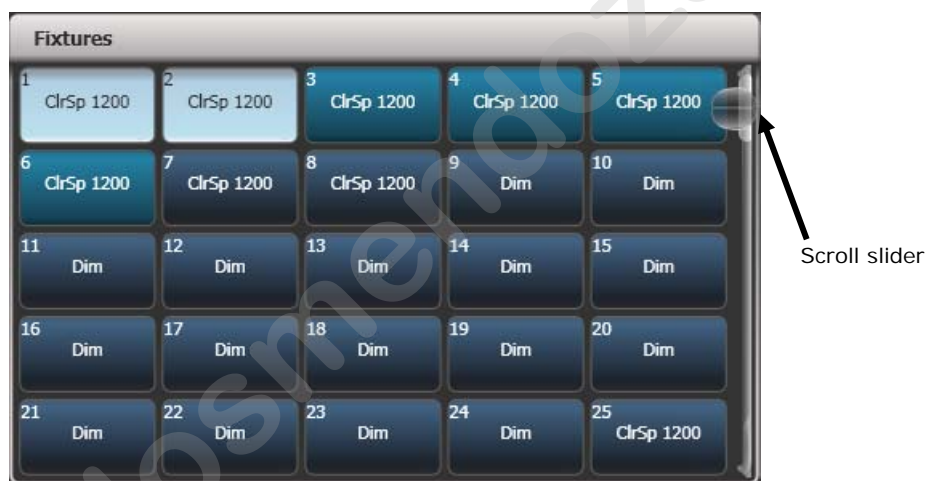 Fixtures
1 ClrSp 1200
2 ClrSp 1200
3 ClrSp 1200
4 ClrSp 1200
5 ClrSp 1200
6 ClrSp 1200
7 ClrSp 1200
8 ClrSp 1200
9 Dim
10 Dim
11 Dim
12 Dim
13 Dim
14 Dim
15 Dim
16 Dim
17 Dim
18 Dim
19 Dim
20 Dim
21 Dim
22 Dim
23 Dim
24 Dim
25 ClrSp 1200
Scroll slider